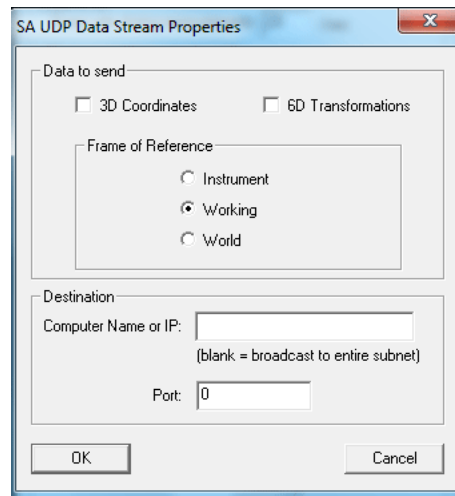 SA UDP Data Stream Properties
Data to send
3D Coordinates 6D Transformations
Frame of Reference
Instrument
Working
World
Destination
Computer Name or IP:
(blank = broadcast to entire subnet)
Port: 0
OK Cancel